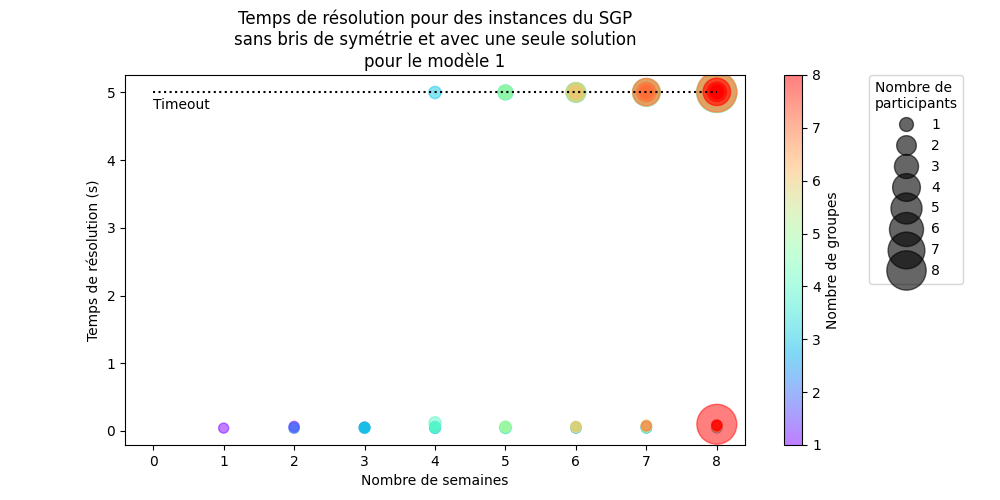 Temps de résolution pour des instances du SGP
sans bris de symétrie et avec une seule solution
pour le modèle 1
Temps de résolution (s)
5
4
3
2
1
0
Timeout
0 1 2 3 4 5 6 7 8
Nombre de semaines
8
7
6
5
4
3
2
1
Nombre de groupes
Nombre de
participants
1
2
3
4
5
6
7
8